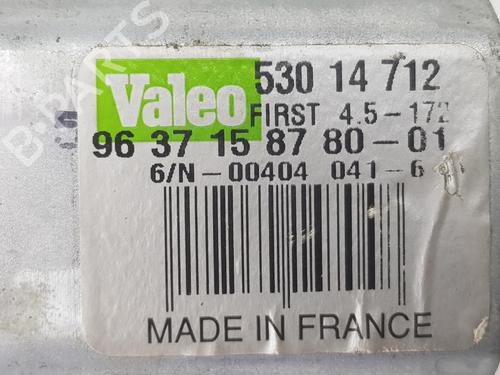 Valeo 530 14 712
FIRST 4.5-172
96 37 15 87 80-01
6/N-00404 041-6
MADE IN FRANCE
B-PARTS